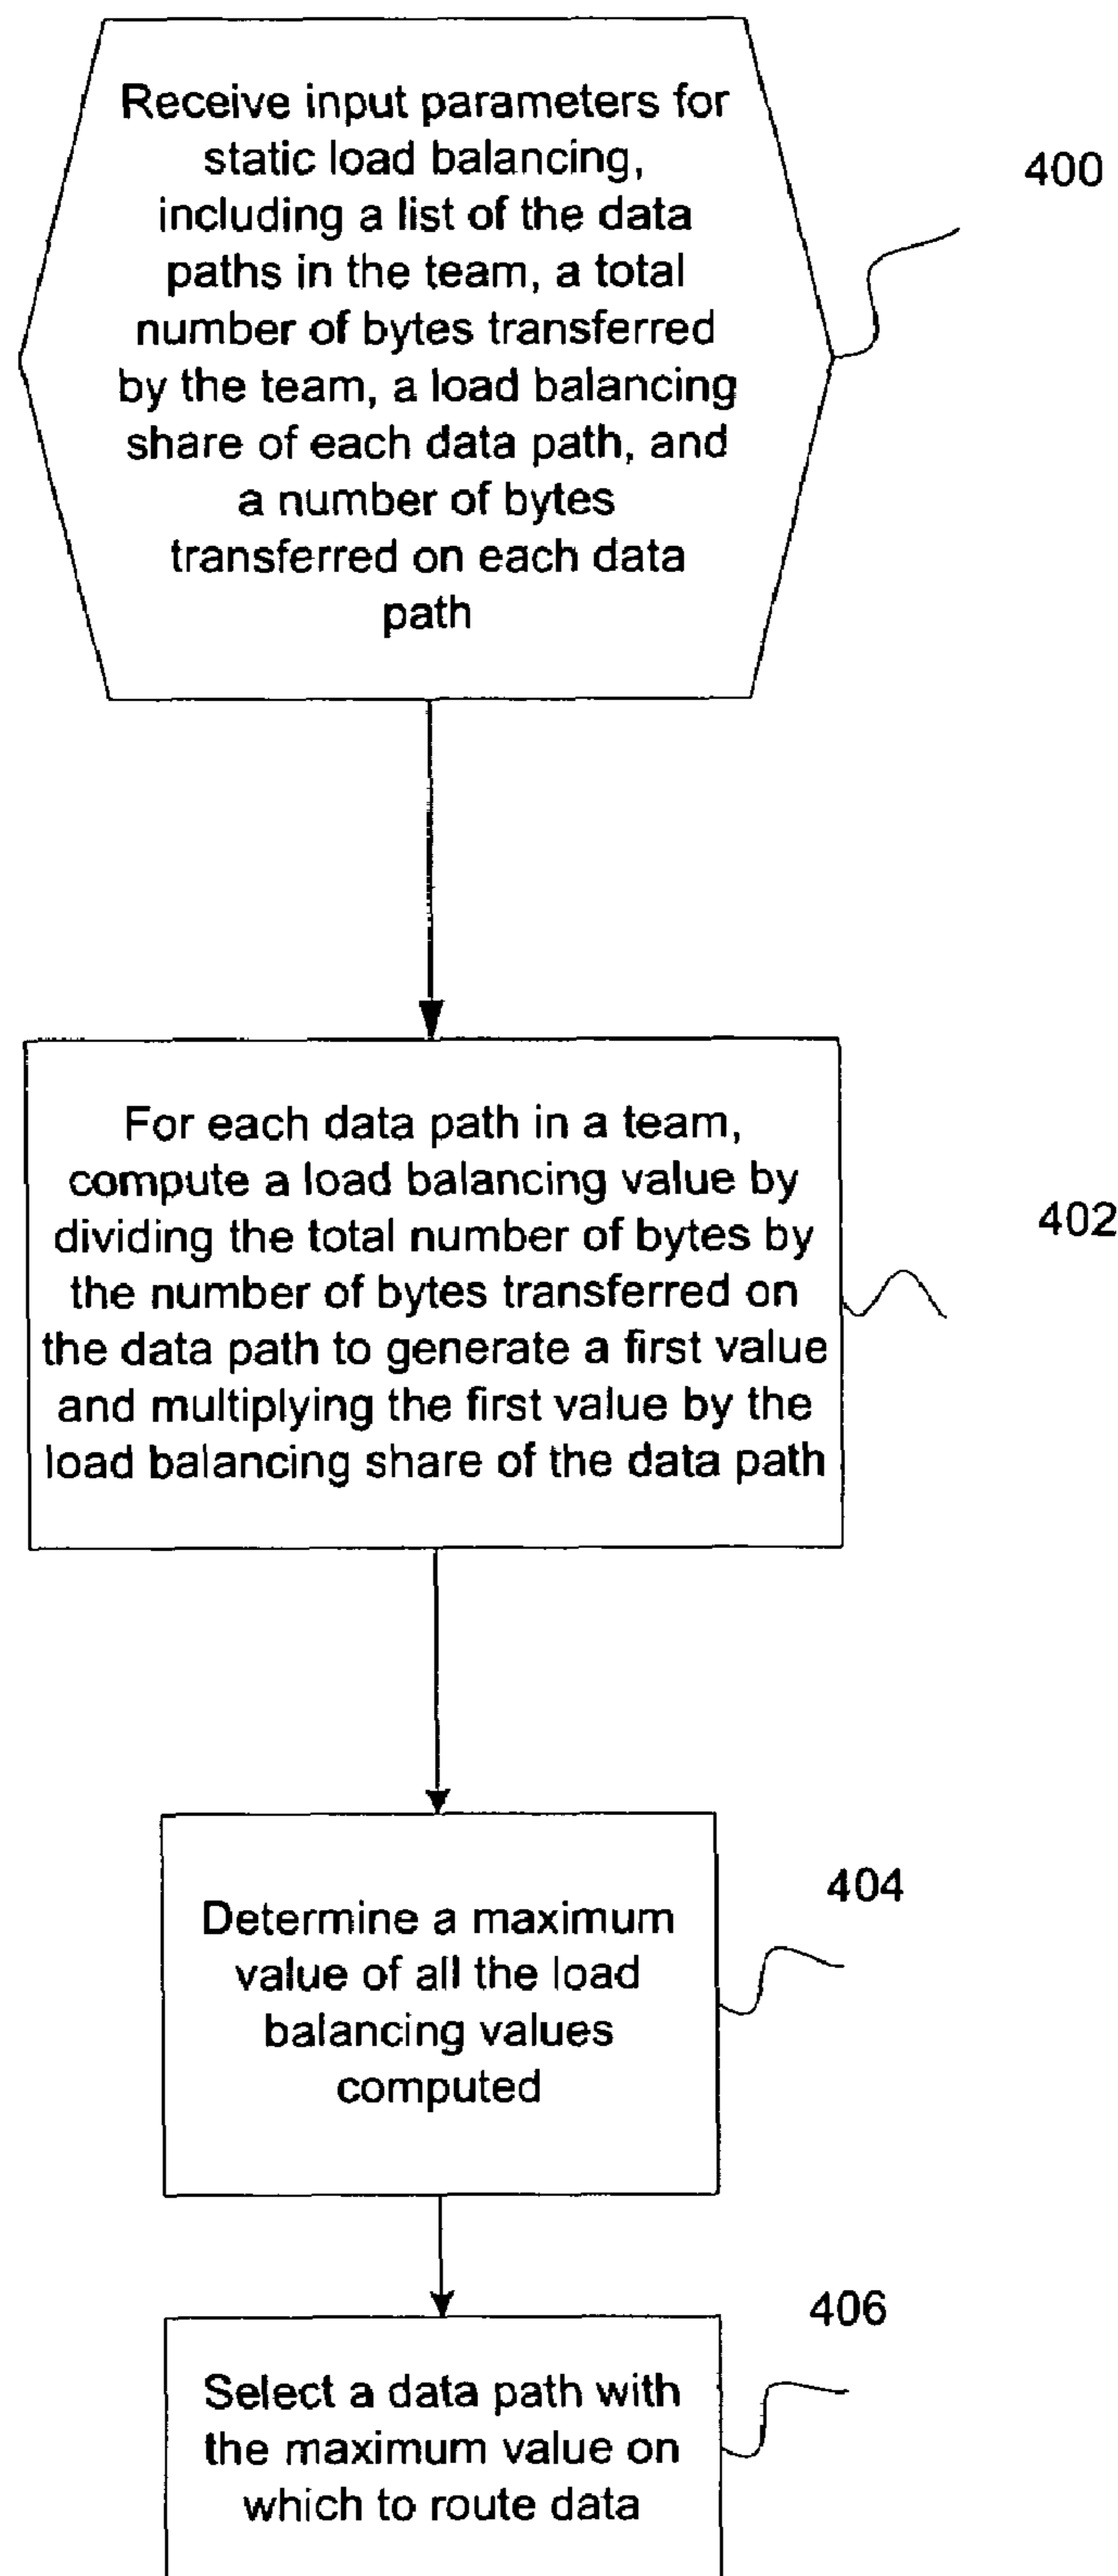 Receive input parameters for
static load balancing,
including a list of the data
paths in the team, a total
number of bytes transferred
by the team, a load balancing
share of each data path, and
a number of bytes
transferred on each data
path
400
For each data path in a team,
compute a load balancing value by
dividing the total number of bytes by
the number of bytes transferred on
the data path to generate a first value
and multiplying the first value by the
load balancing share of the data path
402
Determine a maximum
value of all the load
balancing values
computed
404
Select a data path with
the maximum value on
which to route data
406